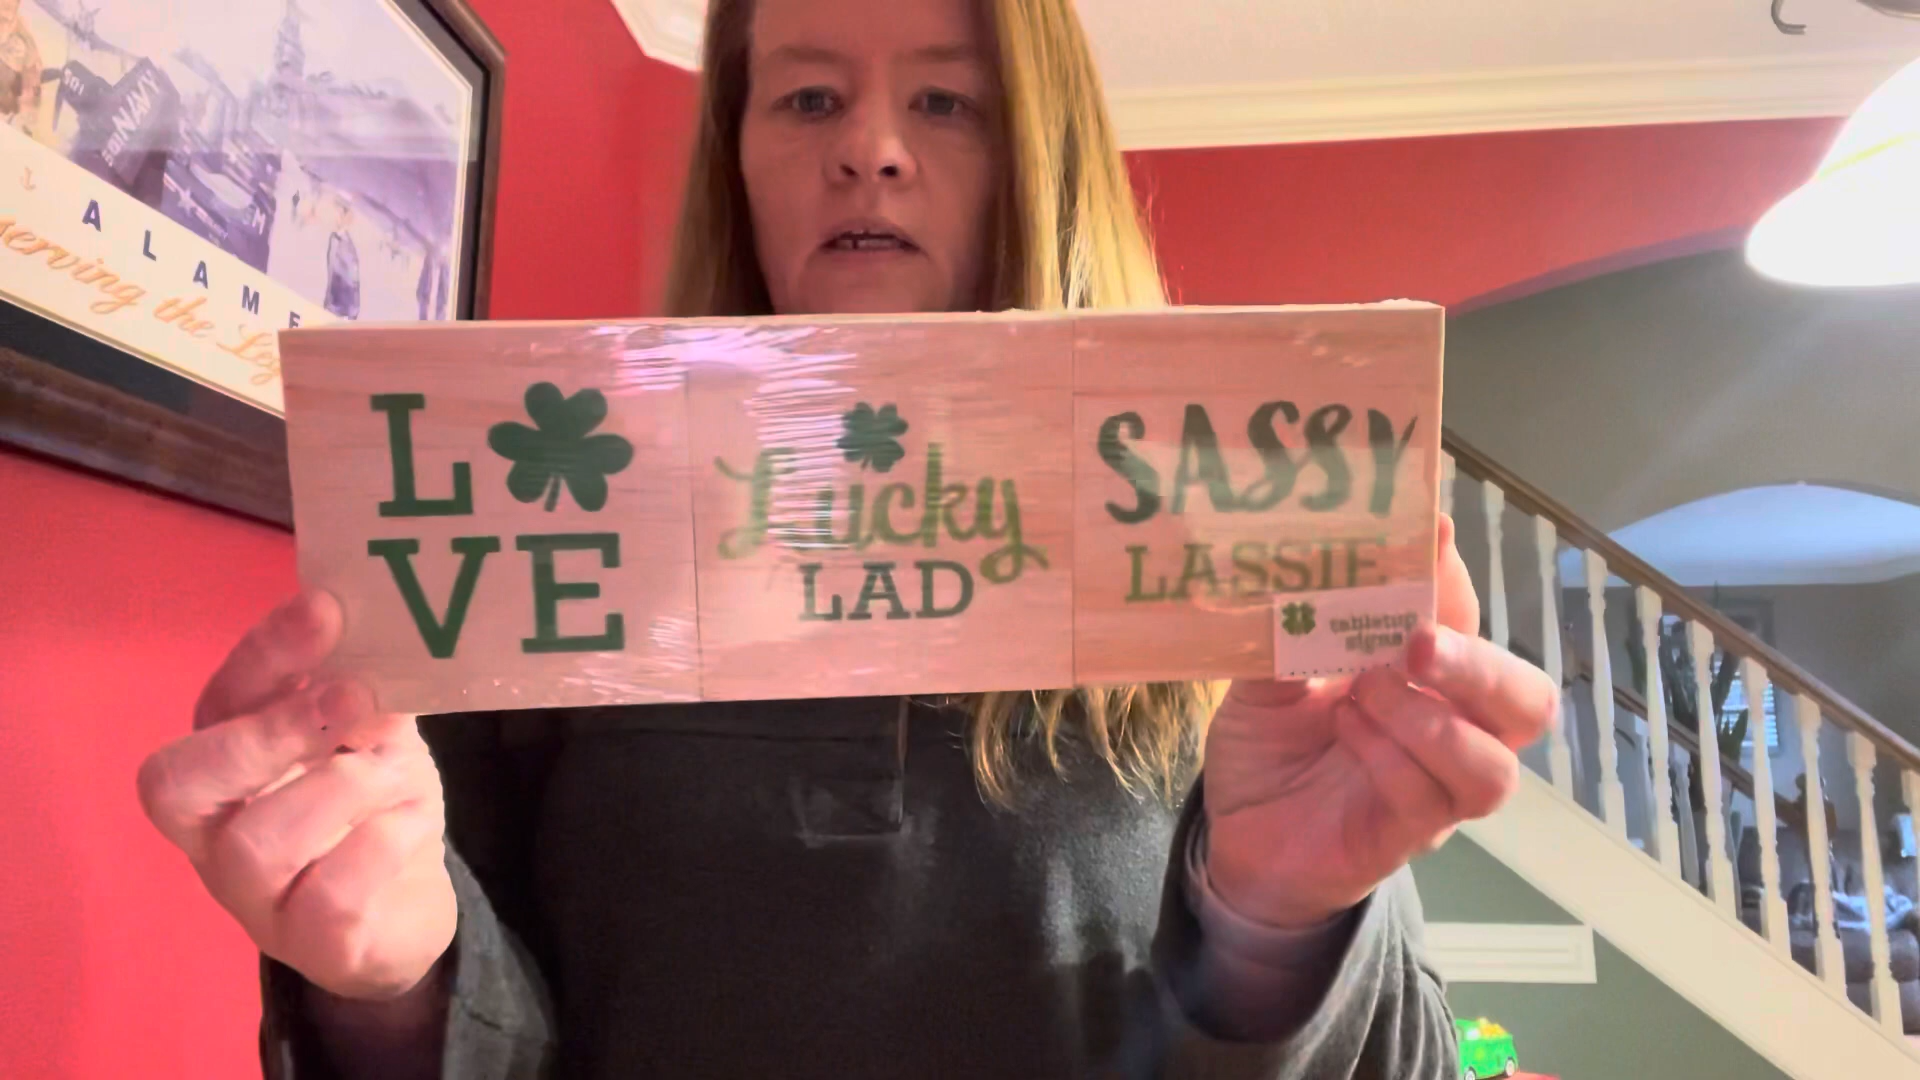 NAVY
ALAME
serving the Leg
L VE
Lucky
LAD
SASSY
LASSIE
tabletop
signs